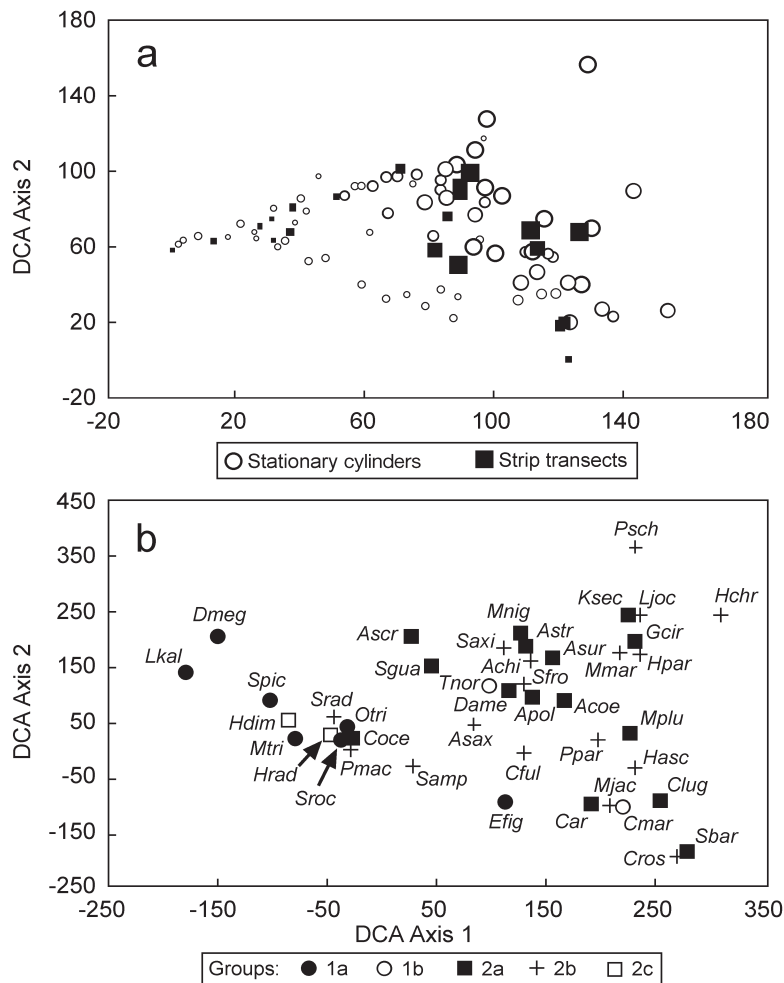 180
140
100
60
20
-20
DCA Axis 2
a
-20 20 60 100 140 180
Stationary cylinders Strip transects
450
350
250
150
50
-50
-150
-250
DCA Axis 2
b
Psch
Ksec Ljoc Hchr
Dmeg Mnig Astr Gcir
Ascr Saxi Asur
Lkal Sgua Achi Sfro Mmar Hpar
Spic Tnor
Srad Otri Dame Apol Acoe Mplu
Hdim
Mtri Coce Asax Ppar Hasc
Hrad Pmac
Sroc Samp Cful Mjac Clug
Efig Car Cmar
Cros Sbar
-250 -150 -50 50 150 250 350
DCA Axis 1
Groups: 1a 1b 2a 2b 2c